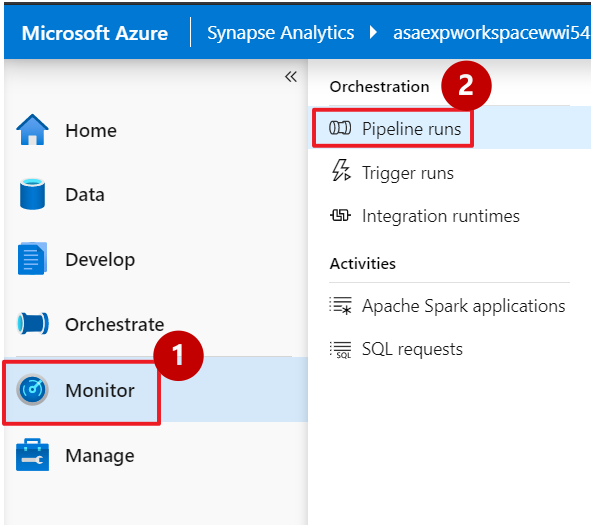 Microsoft Azure Synapse Analytics asaexpworkspacewwi54
«
Orchestration 2
Home
Pipeline runs
Trigger runs
Data
Integration runtimes
Develop
Activities
Apache Spark applications
SQL
Orchestrate
1
SQL requests
Monitor
Manage